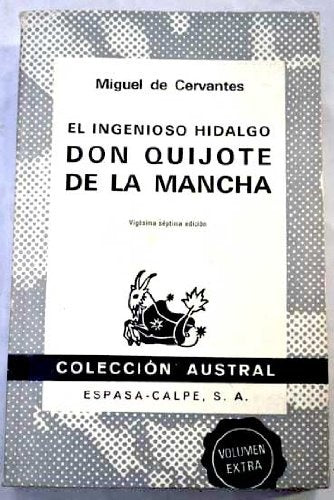 Miguel de Cervantes
EL INGENIOSO HIDALGO
DON QUIJOTE
DE LA MANCHA
Vigésima séptima edición
COLECCIÓN AUSTRAL
ESPASA-CALPE, S. A.
VOLUMEN
EXTRA